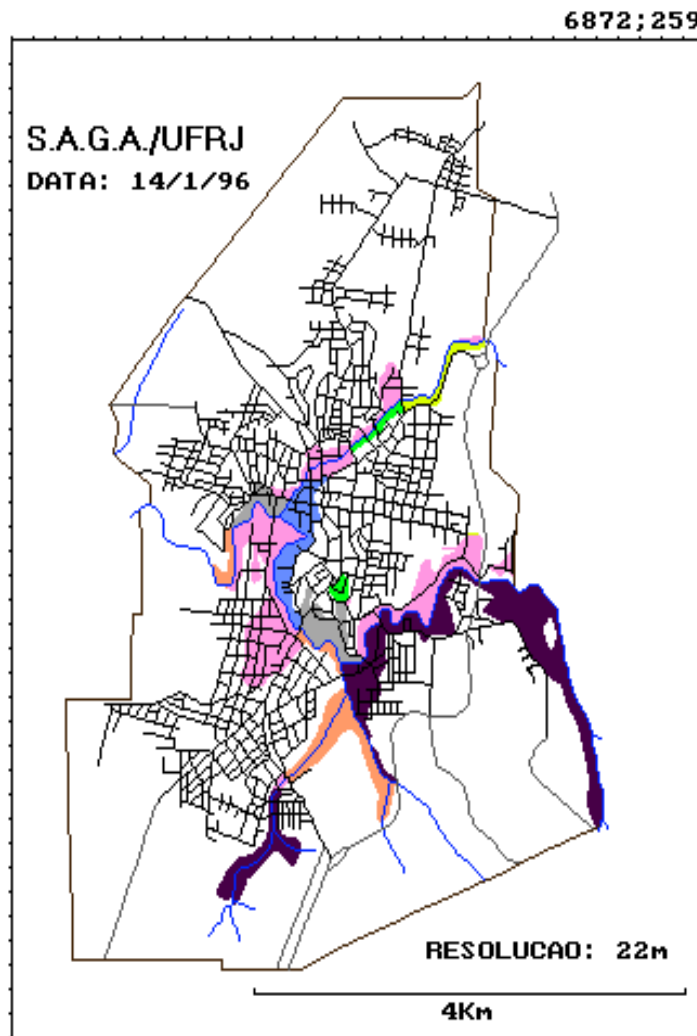 6872;259
S.A.G.A./UFRJ
DATA: 14/1/96
RESOLUCAO: 22m
4Km